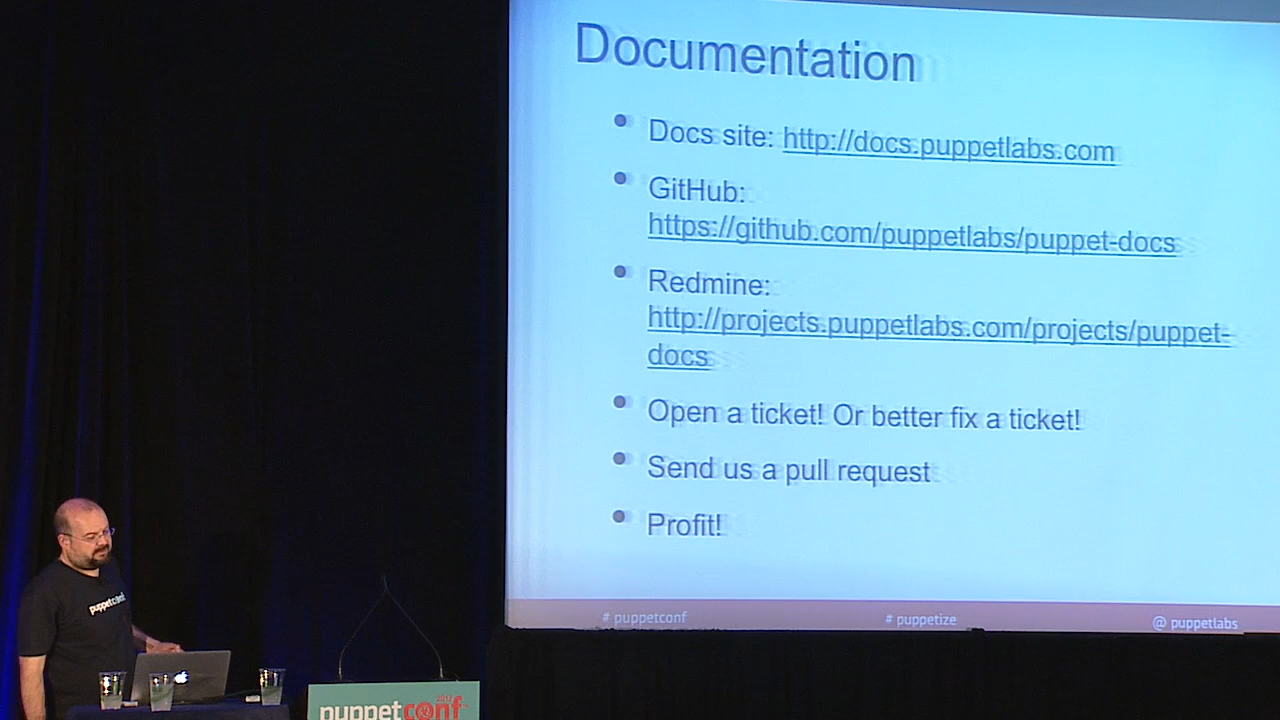 Documentation
Docs site: http://docs.puppetlabs.com
GitHub:
https://github.com/puppetlabs/puppet-docs
Redmine:
http://projects.puppetlabs.com/projects/puppet-
docs
Open a ticket! Or better fix a ticket!
Send us a pull request
Profit!
# puppetconf
# puppetize
@ puppetlabs
puppetconf
2012
puppetconf